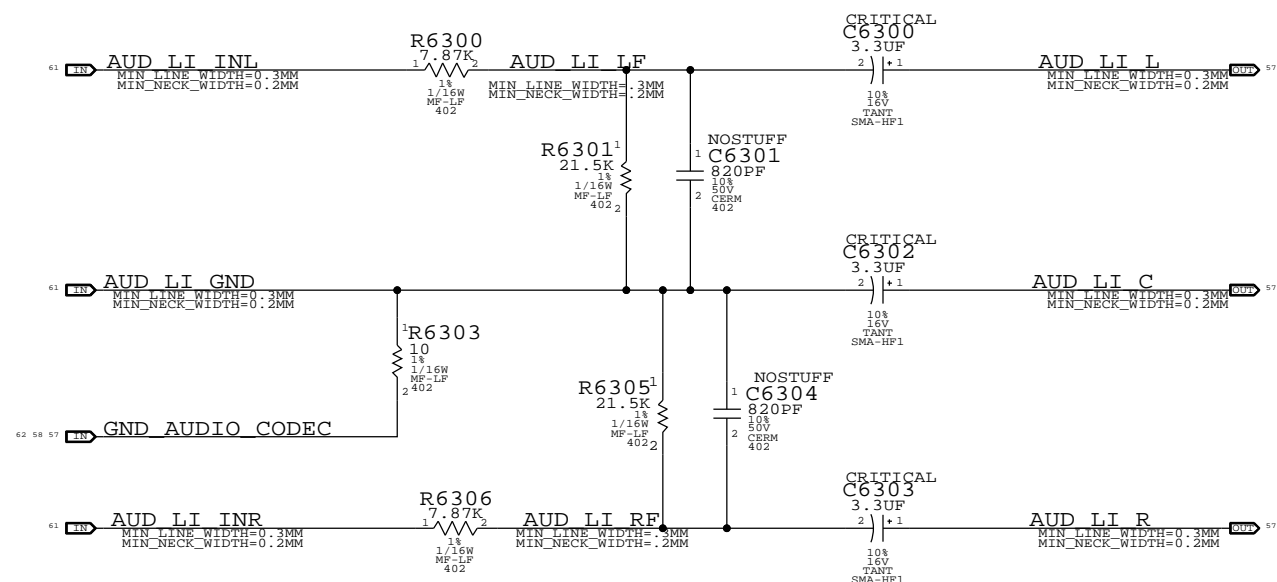 CRITICAL
C6300
3.3UF
2 + 1
10%
16V
TANT
SMA-HF1
R6300
7.87K
1 2
1%
1/16W
MF-LF
402
61 IN AUD_LI_INL
MIN_LINE_WIDTH=0.3MM
MIN_NECK_WIDTH=0.2MM
AUD_LI_LF
MIN_LINE_WIDTH=.3MM
MIN_NECK_WIDTH=.2MM
AUD_LI_L
MIN_LINE_WIDTH=0.3MM
MIN_NECK_WIDTH=0.2MM
OUT 57
R6301
1
21.5K
1%
1/16W
MF-LF
402
2
NOSTUFF
1
C6301
820PF
10%
50V
2
CERM
402
CRITICAL
C6302
3.3UF
2 + 1
10%
16V
TANT
SMA-HF1
61 IN AUD_LI_GND
MIN_LINE_WIDTH=0.3MM
MIN_NECK_WIDTH=0.2MM
AUD_LI_C
MIN_LINE_WIDTH=0.3MM
MIN_NECK_WIDTH=0.2MM
OUT 57
1
R6303
10
1%
1/16W
MF-LF
402
2
R6305
1
21.5K
1%
1/16W
MF-LF
402
2
NOSTUFF
1
C6304
820PF
10%
50V
2
CERM
402
62 58 57 IN GND_AUDIO_CODEC
CRITICAL
C6303
3.3UF
2 + 1
10%
16V
TANT
SMA-HF1
R6306
7.87K
1 2
1%
1/16W
MF-LF
402
61 IN AUD_LI_INR
MIN_LINE_WIDTH=0.3MM
MIN_NECK_WIDTH=0.2MM
AUD_LI_RF
MIN_LINE_WIDTH=.3MM
MIN_NECK_WIDTH=.2MM
AUD_LI_R
MIN_LINE_WIDTH=0.3MM
MIN_NECK_WIDTH=0.2MM
OUT 57